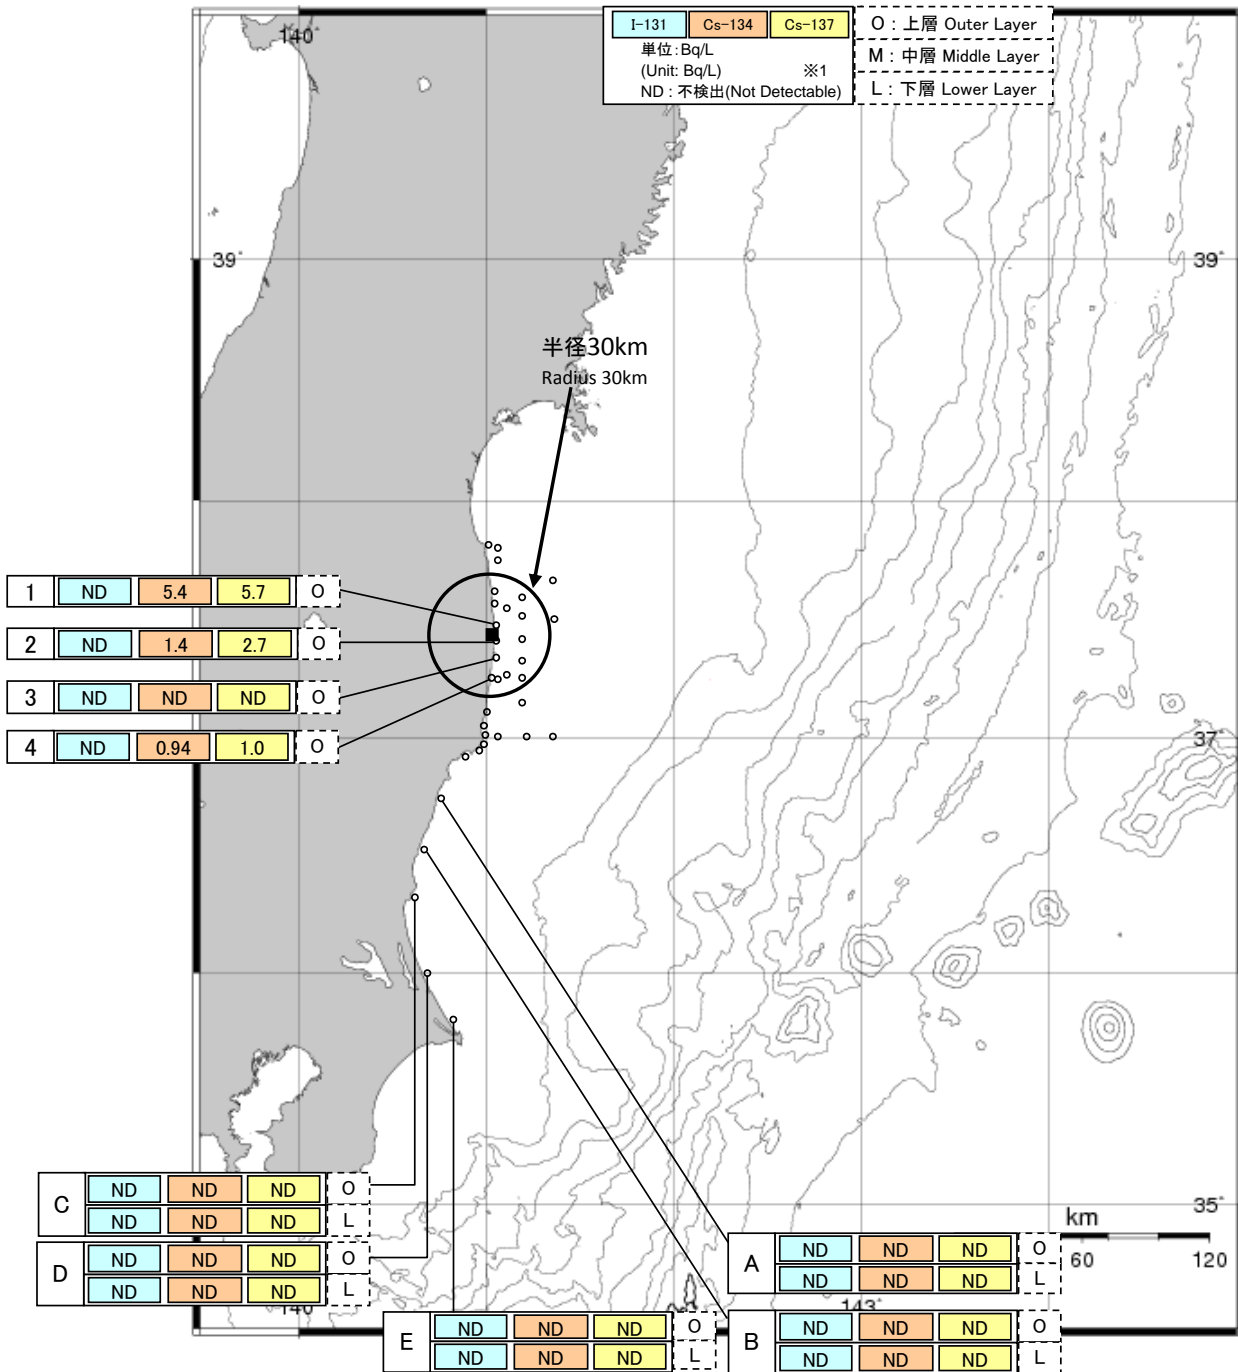 140°
I-131 Cs-134 Cs-137
単位:Bq/L
(Unit: Bq/L) ※1
ND : 不検出(Not Detectable)
O : 上層 Outer Layer
M : 中層 Middle Layer
L : 下層 Lower Layer
39° 39°
半径30km
Radius 30km
1 ND 5.4 5.7 O
2 ND 1.4 2.7 O
3 ND ND ND O
4 ND 0.94 1.0 O
37°
C ND ND ND O
ND ND ND L
D ND ND ND O
ND ND ND L
35°
km
60 120
A ND ND ND O
ND ND ND L
140
143°
E ND ND ND O
ND ND ND L
B ND ND ND O
ND ND ND L